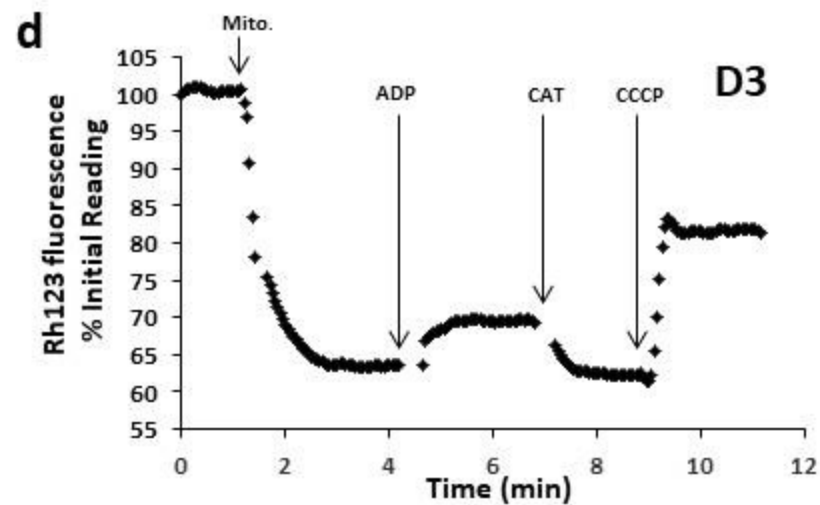 d
Mito.
D3
ADP
CAT
CCCP
105
100
95
90
85
80
75
70
65
60
55
Rh123 fluorescence
% Initial Reading
0 2 4 6 8 10 12
Time (min)